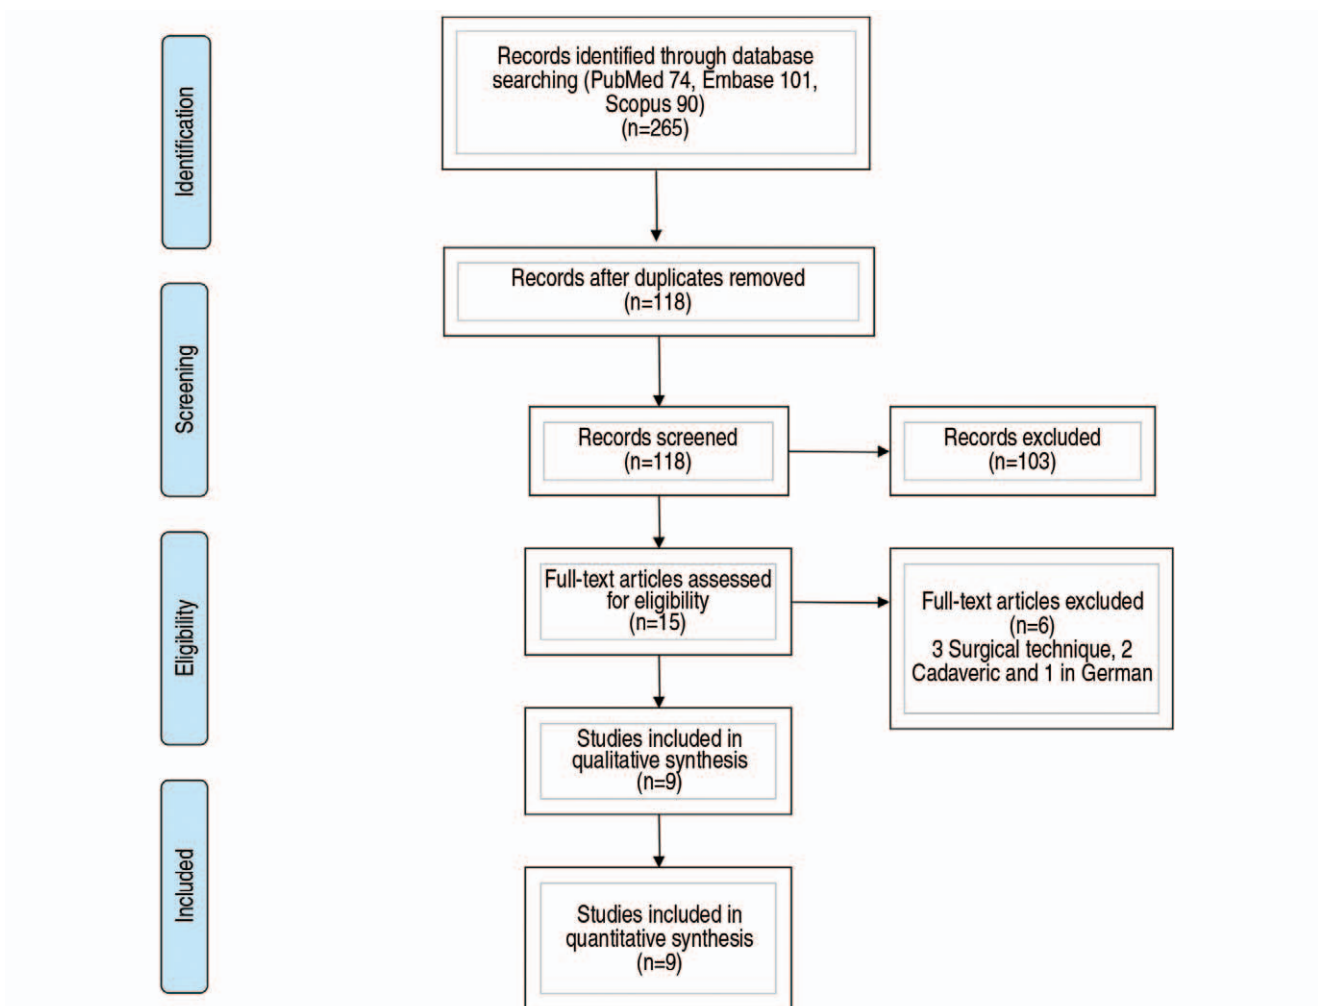 Identification
Records identified through database
searching (PubMed 74, Embase 101,
Scopus 90)
(n=265)
Records after duplicates removed
(n=118)
Screening
Records screened
(n=118)
Records excluded
(n=103)
Eligibility
Full-text articles assessed
for eligibility
(n=15)
Full-text articles excluded
(n=6)
3 Surgical technique, 2
Cadaveric and 1 in German
Studies included in
qualitative synthesis
(n=9)
Included
Studies included in
quantitative synthesis
(n=9)